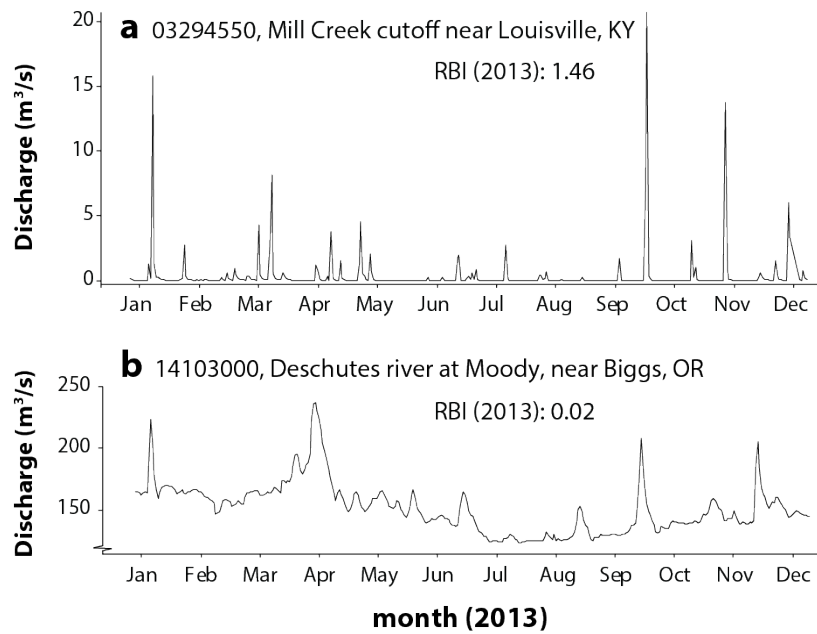 a 03294550, Mill Creek cutoff near Louisville, KY
RBI (2013): 1.46
Discharge (m³/s)
20
15
10
5
0
Jan Feb Mar Apr May Jun Jul Aug Sep Oct Nov Dec
b 14103000, Deschutes river at Moody, near Biggs, OR
RBI (2013): 0.02
Discharge (m³/s)
250
200
150
Jan Feb Mar Apr May Jun Jul Aug Sep Oct Nov Dec
month (2013)